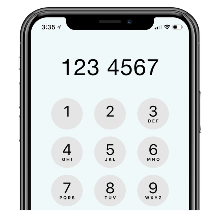 3:35
123 4567
1 2 3
DEF
4 5 6
GHI JKL MNO
7 8 9
PQRS TUV WXYZ